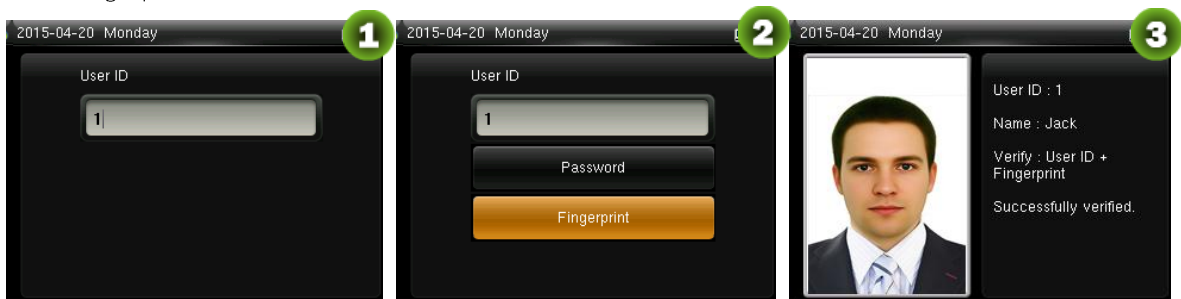 2015-04-20 Monday
1
User ID
1
2015-04-20 Monday
2
User ID
1
Password
Fingerprint
2015-04-20 Monday
3
User ID : 1
Name : Jack
Verify : User ID +
Fingerprint
Successfully verified.